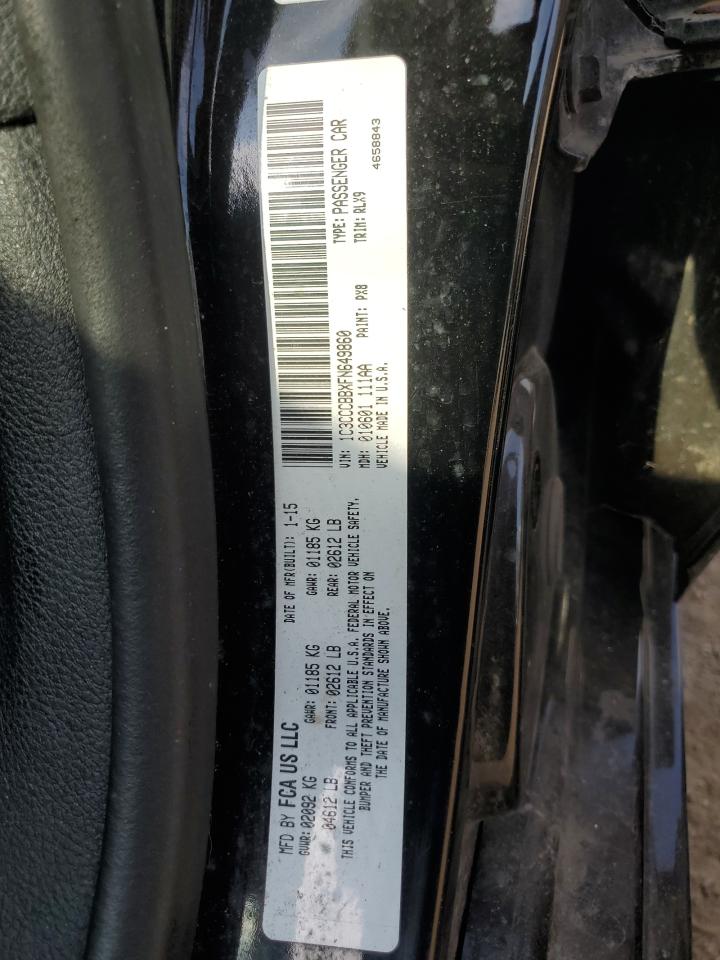 MFD BY FCA US LLC
DATE OF MFR(BUILT): 1-15
GVWR: 02092 KG
04612 LB
GAWR: 01185 KG
FRONT: 02612 LB
GAWR: 01185 KG
REAR: 02612 LB
THIS VEHICLE CONFORMS TO ALL APPLICABLE U.S.A. FEDERAL MOTOR VEHICLE SAFETY,
BUMPER AND THEFT PREVENTION STANDARDS IN EFFECT ON
THE DATE OF MANUFACTURE SHOWN ABOVE.
VIN: 1C3CCCBBXFN649860
TYPE: PASSENGER CAR
MDH: 010601 111AA
PAINT: PX8
TRIM: RLX9
VEHICLE MADE IN U.S.A.
4658843